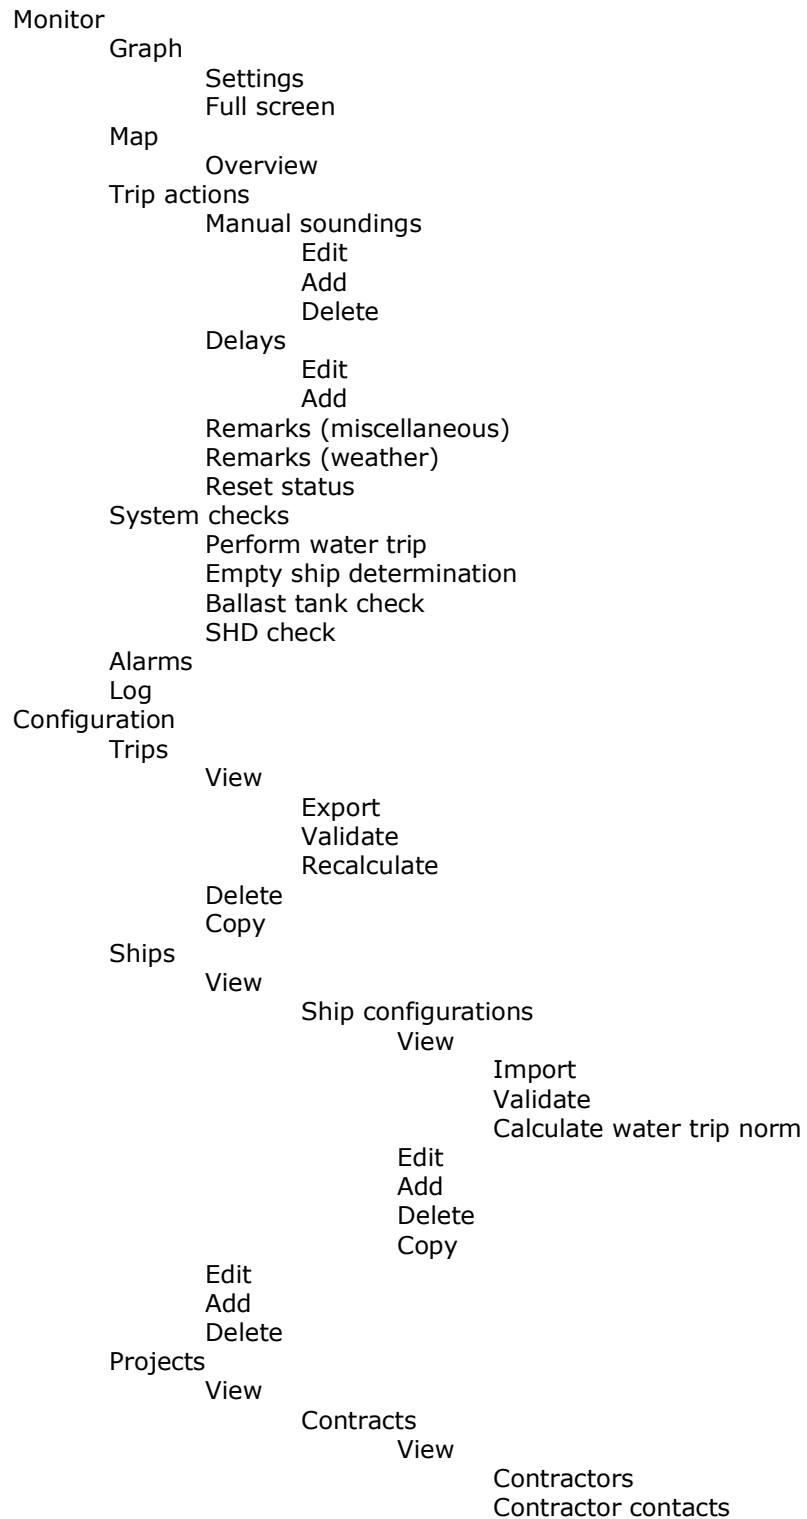 Monitor
Graph
Settings
Full screen
Map
Overview
Trip actions
Manual soundings
Edit
Add
Delete
Delays
Edit
Add
Remarks (miscellaneous)
Remarks (weather)
Reset status
System checks
Perform water trip
Empty ship determination
Ballast tank check
SHD check
Alarms
Log
Configuration
Trips
View
Export
Validate
Recalculate
Delete
Copy
Ships
View
Ship configurations
View
Import
Validate
Calculate water trip norm
Edit
Add
Delete
Copy
Edit
Add
Delete
Projects
View
Contracts
View
Contractors
Contractor contacts